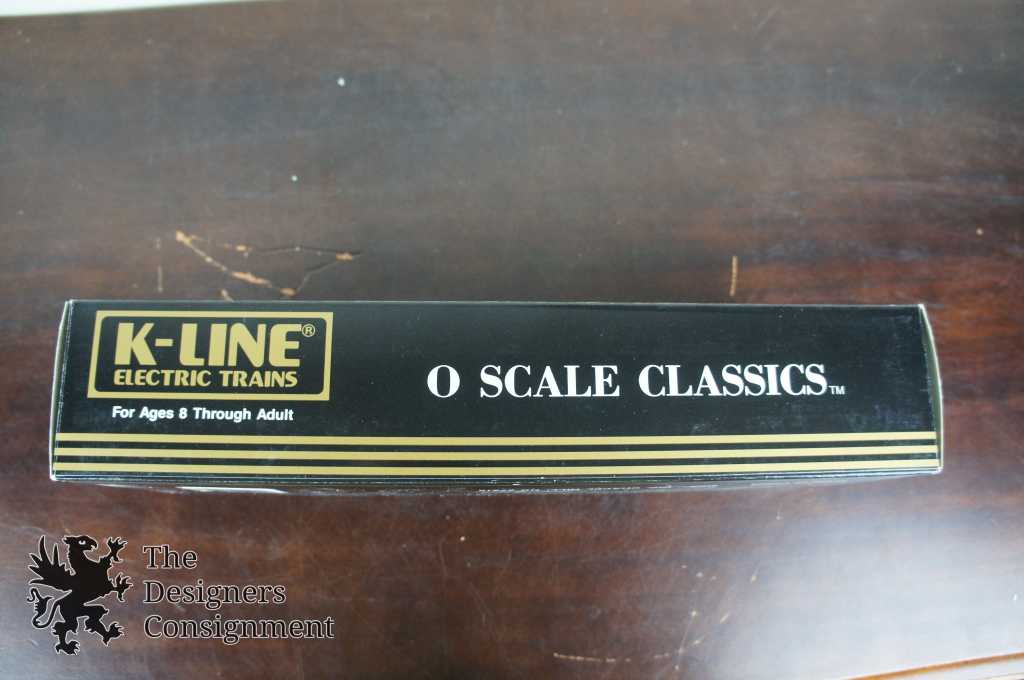 K-LINE®
ELECTRIC TRAINS
For Ages 8 Through Adult
O SCALE CLASSICS™
The
Designers
Consignment